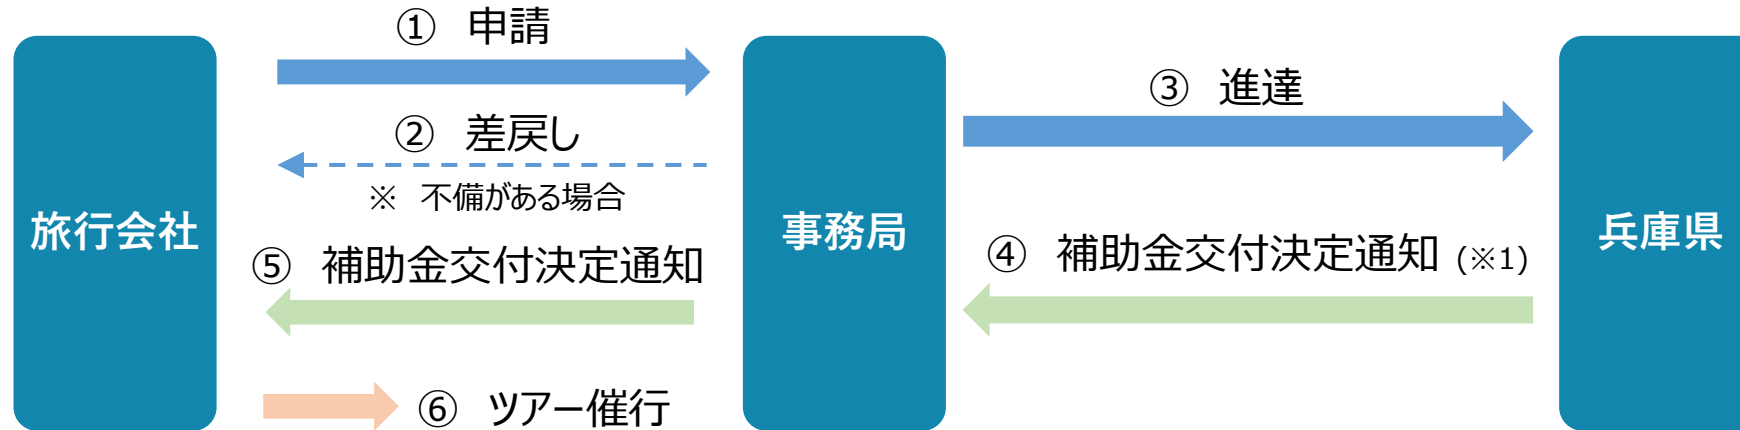 ① 申請
③ 進達
② 差戻し
※ 不備がある場合
旅行会社
事務局
兵庫県
⑤ 補助金交付決定通知
④ 補助金交付決定通知 (※1)
⑥ ツアー催行